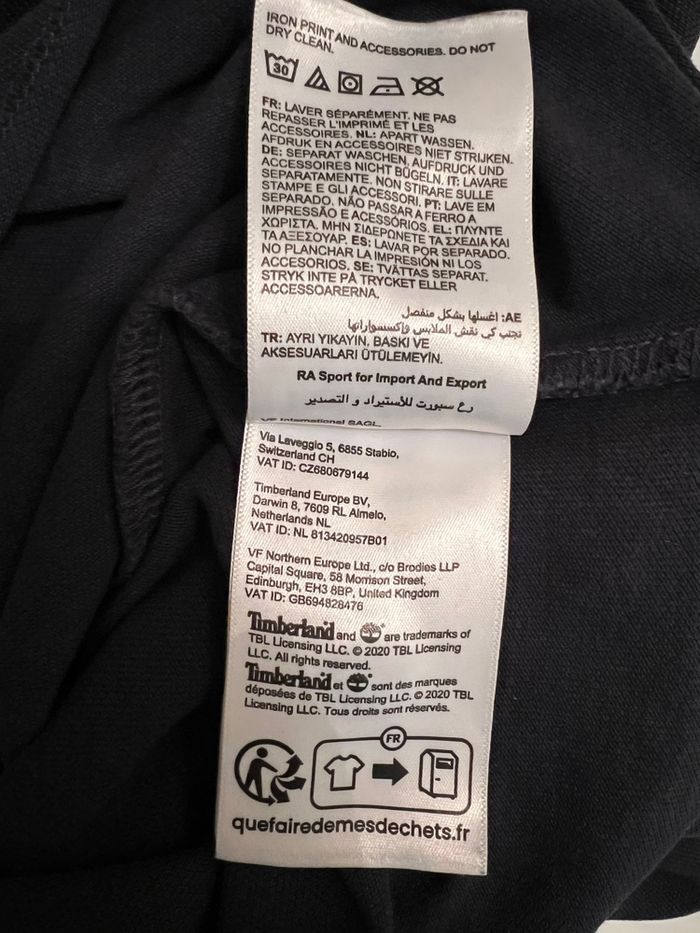 IRON PRINT AND ACCESSORIES. DO NOT
DRY CLEAN.
30
FR: LAVER SÉPARÉMENT. NE PAS
REPASSER L'IMPRIMÉ ET LES
ACCESSOIRES. NL: APART WASSEN.
AFDRUK EN ACCESSOIRES NIET STRIJKEN.
DE: SEPARAT WASCHEN, AUFDRUCK UND
ACCESSOIRES NICHT BÜGELN. IT: LAVARE
SEPARATAMENTE. NON STIRARE SULLE
STAMPE E GLI ACCESSORI. PT: LAVE EM
SEPARADO. NÃO PASSAR A FERRO A
IMPRESSÃO E ACESSÓRIOS. EL: ΠΛΥΝΤΕ
ΧΩΡΙΣΤΑ. ΜΗΝ ΣΙΔΕΡΩΝΕΤΕ ΤΑ ΣΧΕΔΙΑ ΚΑΙ
ΤΑ ΑΞΕΣΟΥΑΡ. ES: LAVAR POR SEPARADO.
NO PLANCHAR LA IMPRESIÓN NI LOS
ACCESORIOS. SE: TVÄTTAS SEPARAT.
STRYK INTE PÅ TRYCKET ELLER
ACCESSOARERNA.
AE: اغسلها بشكل منفصل
تجنب كي نقش الملابس وإكسسواراتها
TR: AYRI YIKAYIN. BASKI VE
AKSESUARLARI ÜTÜLEMEYİN.
RA Sport for Import And Export
رع سبورت للأستيراد و التصدير
VF International SAGL
Via Laveggio 5, 6855 Stabio,
Switzerland CH
VAT ID: CZ680679144
Timberland Europe BV,
Darwin 8, 7609 RL Almelo,
Netherlands NL
VAT ID: NL 813420957B01
VF Northern Europe Ltd., c/o Brodies LLP
Capital Square, 58 Morrison Street,
Edinburgh, EH3 8BP, United Kingdom
VAT ID: GB694828476
Timberland and are trademarks of
TBL Licensing LLC. © 2020 TBL Licensing
LLC. All rights reserved.
Timberland et sont des marques
déposées de TBL Licensing LLC. © 2020 TBL
Licensing LLC. Tous droits sont réservés.
FR
quefairedemesdechets.fr